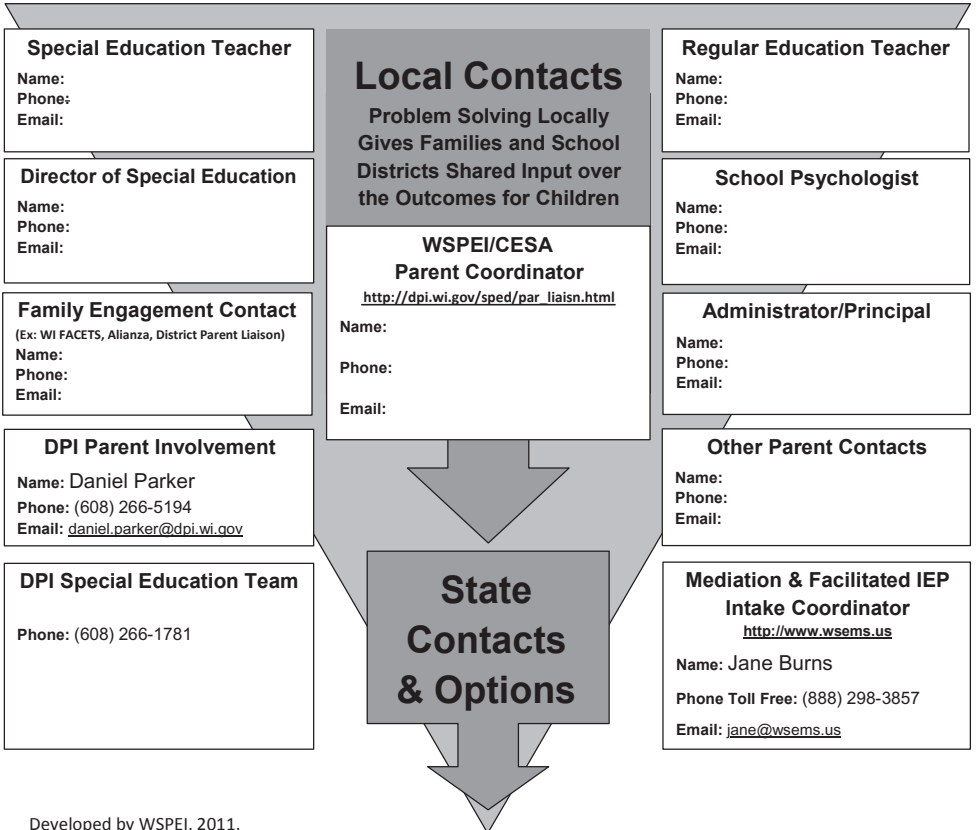 Special Education Teacher
Name:
Phone:
Email:
Local Contacts
Problem Solving Locally
Gives Families and School
Districts Shared Input over
the Outcomes for Children
Regular Education Teacher
Name:
Phone:
Email:
Director of Special Education
Name:
Phone:
Email:
School Psychologist
Name:
Phone:
Email:
WSPEI/CESA
Parent Coordinator
http://dpi.wi.gov/sped/par_liaisn.html
Name:
Phone:
Email:
Family Engagement Contact
(Ex: WI FACETS, Alianza, District Parent Liaison)
Name:
Phone:
Email:
Administrator/Principal
Name:
Phone:
Email:
DPI Parent Involvement
Name: Daniel Parker
Phone: (608) 266-5194
Email: daniel.parker@dpi.wi.gov
Other Parent Contacts
Name:
Phone:
Email:
DPI Special Education Team
Phone: (608) 266-1781
State
Contacts
& Options
Mediation & Facilitated IEP
Intake Coordinator
http://www.wsems.us
Name: Jane Burns
Phone Toll Free: (888) 298-3857
Email: jane@wsems.us
Developed by WSPEI, 2011.